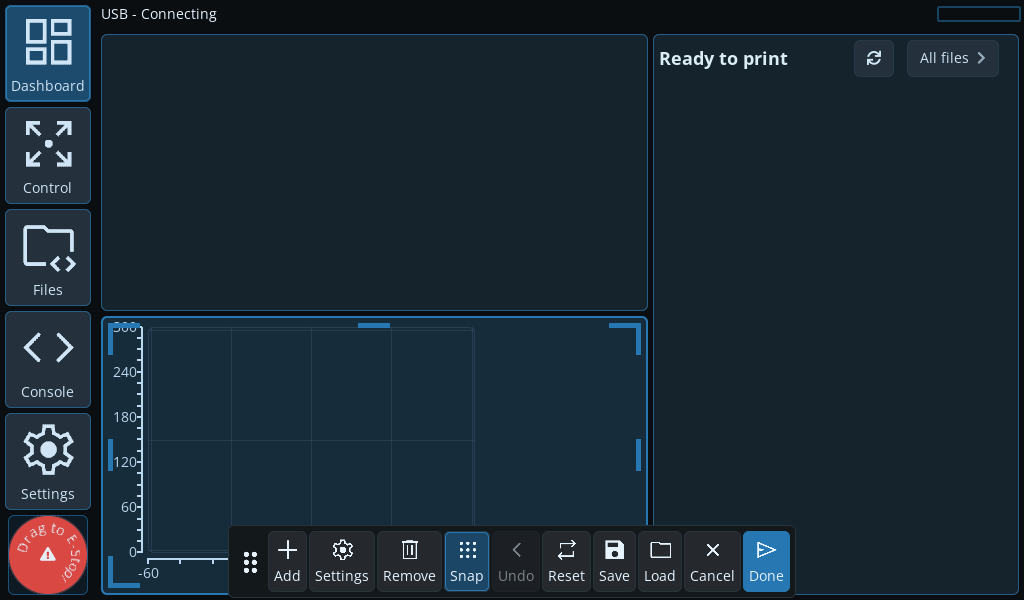 USB - Connecting
Dashboard
Control
Files
Console
Settings
Drag to E-Stop!
Ready to print
All files
300
240
180
120
60
0
-60
Add
Settings
Remove
Snap
Undo
Reset
Save
Load
Cancel
Done